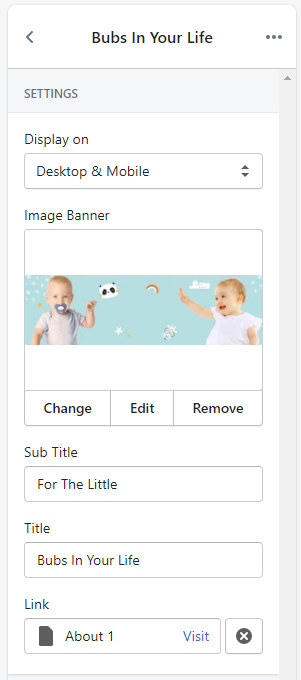 Bubs In Your Life
SETTINGS
Display on
Desktop & Mobile
Image Banner
Change Edit Remove
Sub Title
For The Little
Title
Bubs In Your Life
Link
About 1 Visit